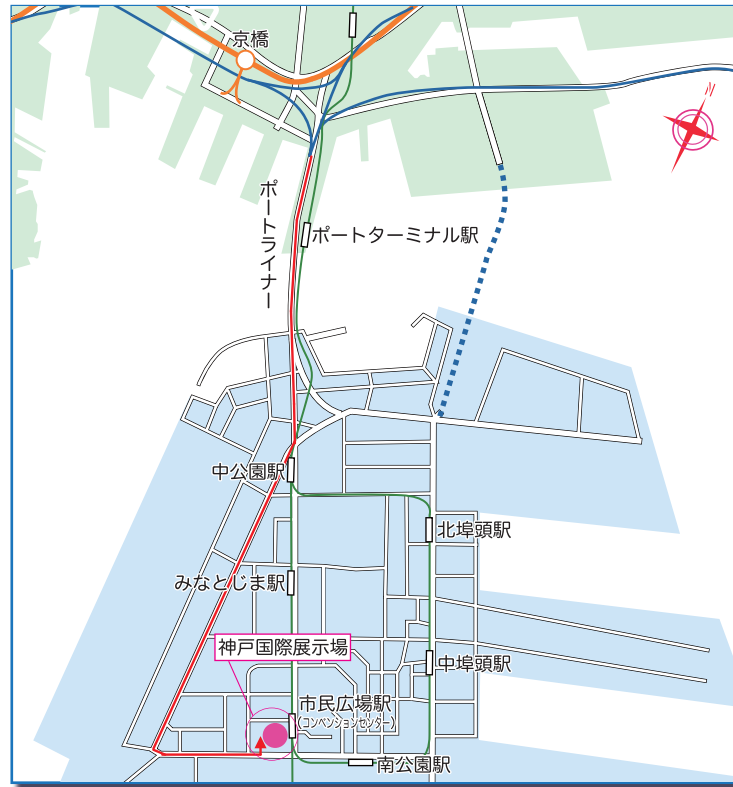 京橋
N
ポートライナー
ポートターミナル駅
中公園駅
北埠頭駅
みなとじま駅
神戸国際展示場
中埠頭駅
市民広場駅
(コンベンションセンター)
南公園駅